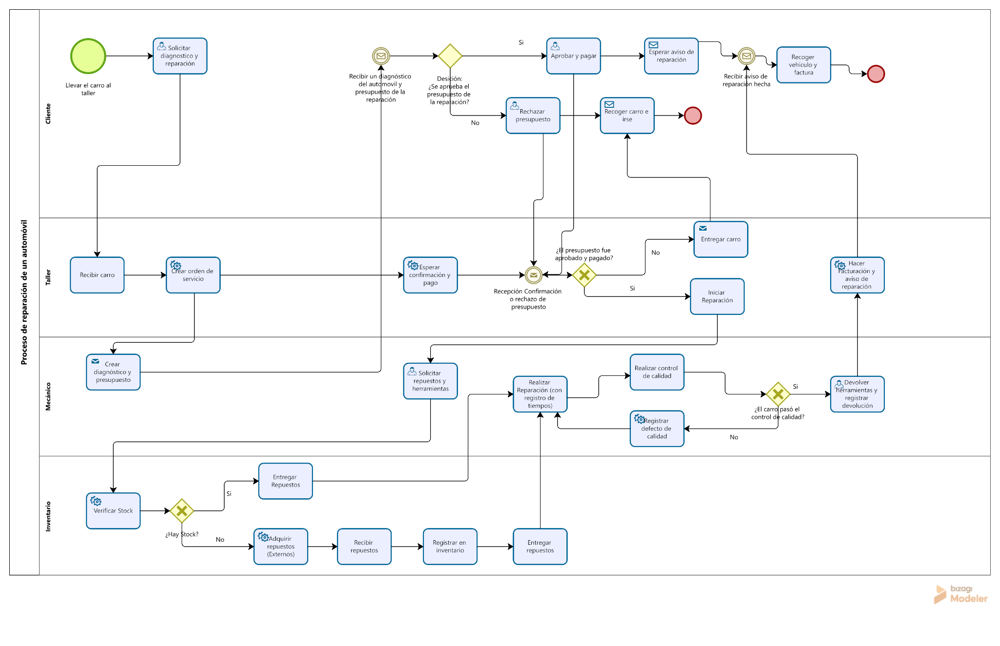 Proceso de reparación de un automóvil
Cliente
Llevar el carro al
taller
Solicitar
diagnostico y
reparación
Recibir un diagnóstico
del automovil y
presupuesto de la
reparación
Desición:
¿Se aprueba el
presupuesto de
la reparación?
Si
No
Aprobar y pagar
Esperar aviso de
reparación
Recibir aviso de
reparación hecha
Recoger
vehículo y
factura
Rechazar
presupuesto
Recoger carro e
irse
Taller
Recibir carro
Crear orden de
servicio
Esperar
confirmación y
pago
Recepción Confirmación
o rechazo de
presupuesto
¿El presupuesto fue
aprobado y pagado?
No
Si
Entregar carro
Iniciar
Reparación
Hacer
Facturación y
aviso de
reparación
Mecánico
Crear
diagnóstico y
presupuesto
Solicitar
repuestos y
herramientas
Realizar
Reparación (con
registro de
tiempos)
Realizar control
de calidad
Registrar
defecto de
calidad
¿El carro pasó el
control de calidad?
Si
No
Devolver
herramientas y
registrar
devolución
Inventario
Verificar Stock
¿Hay Stock?
Si
No
Entregar
Repuestos
Adquirir
repuestos
(Externos)
Recibir
repuestos
Registrar en
inventario
Entregar
repuestos
bizagi
Modeler